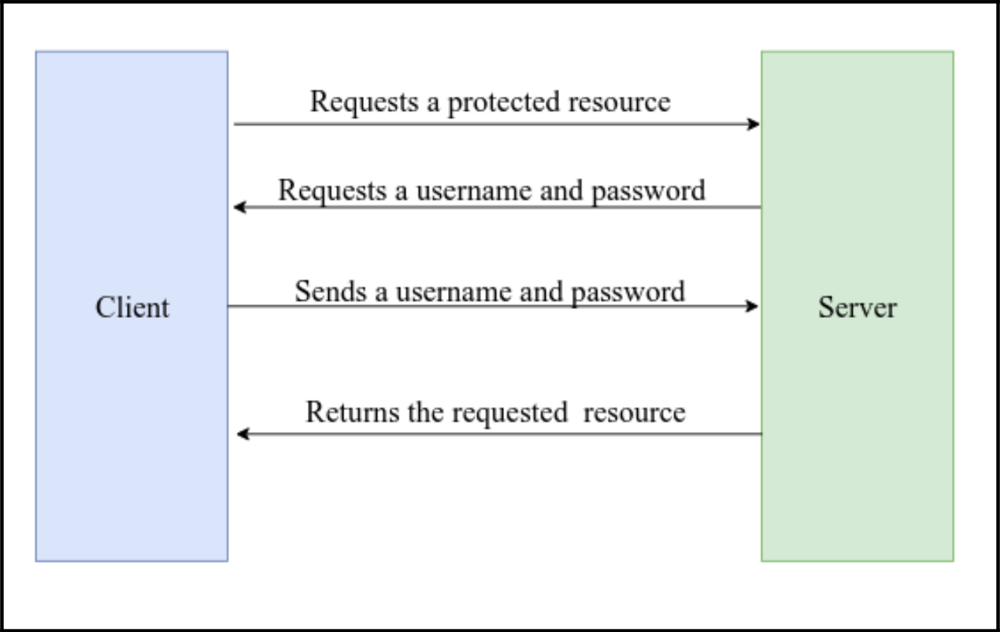 Requests a protected resource
Requests a username and password
Sends a username and password
Client
Server
Returns the requested  resource